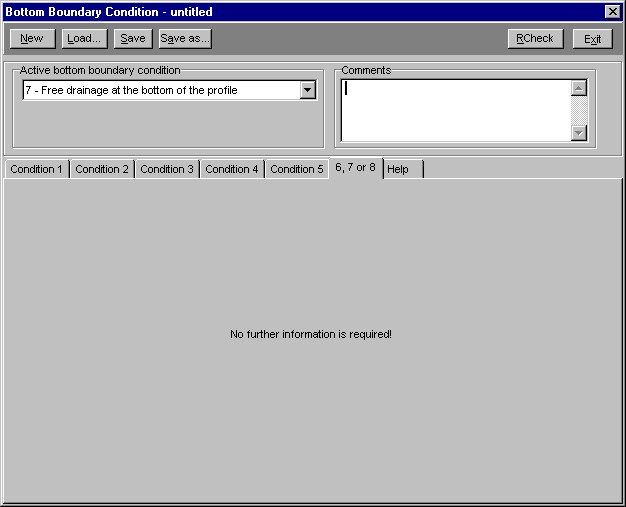 Bottom Boundary Condition - untitled
New Load... Save Save as... RCheck Exit
Active bottom boundary condition Comments
7 - Free drainage at the bottom of the profile
Condition 1 Condition 2 Condition 3 Condition 4 Condition 5 6, 7 or 8 Help
No further information is required!